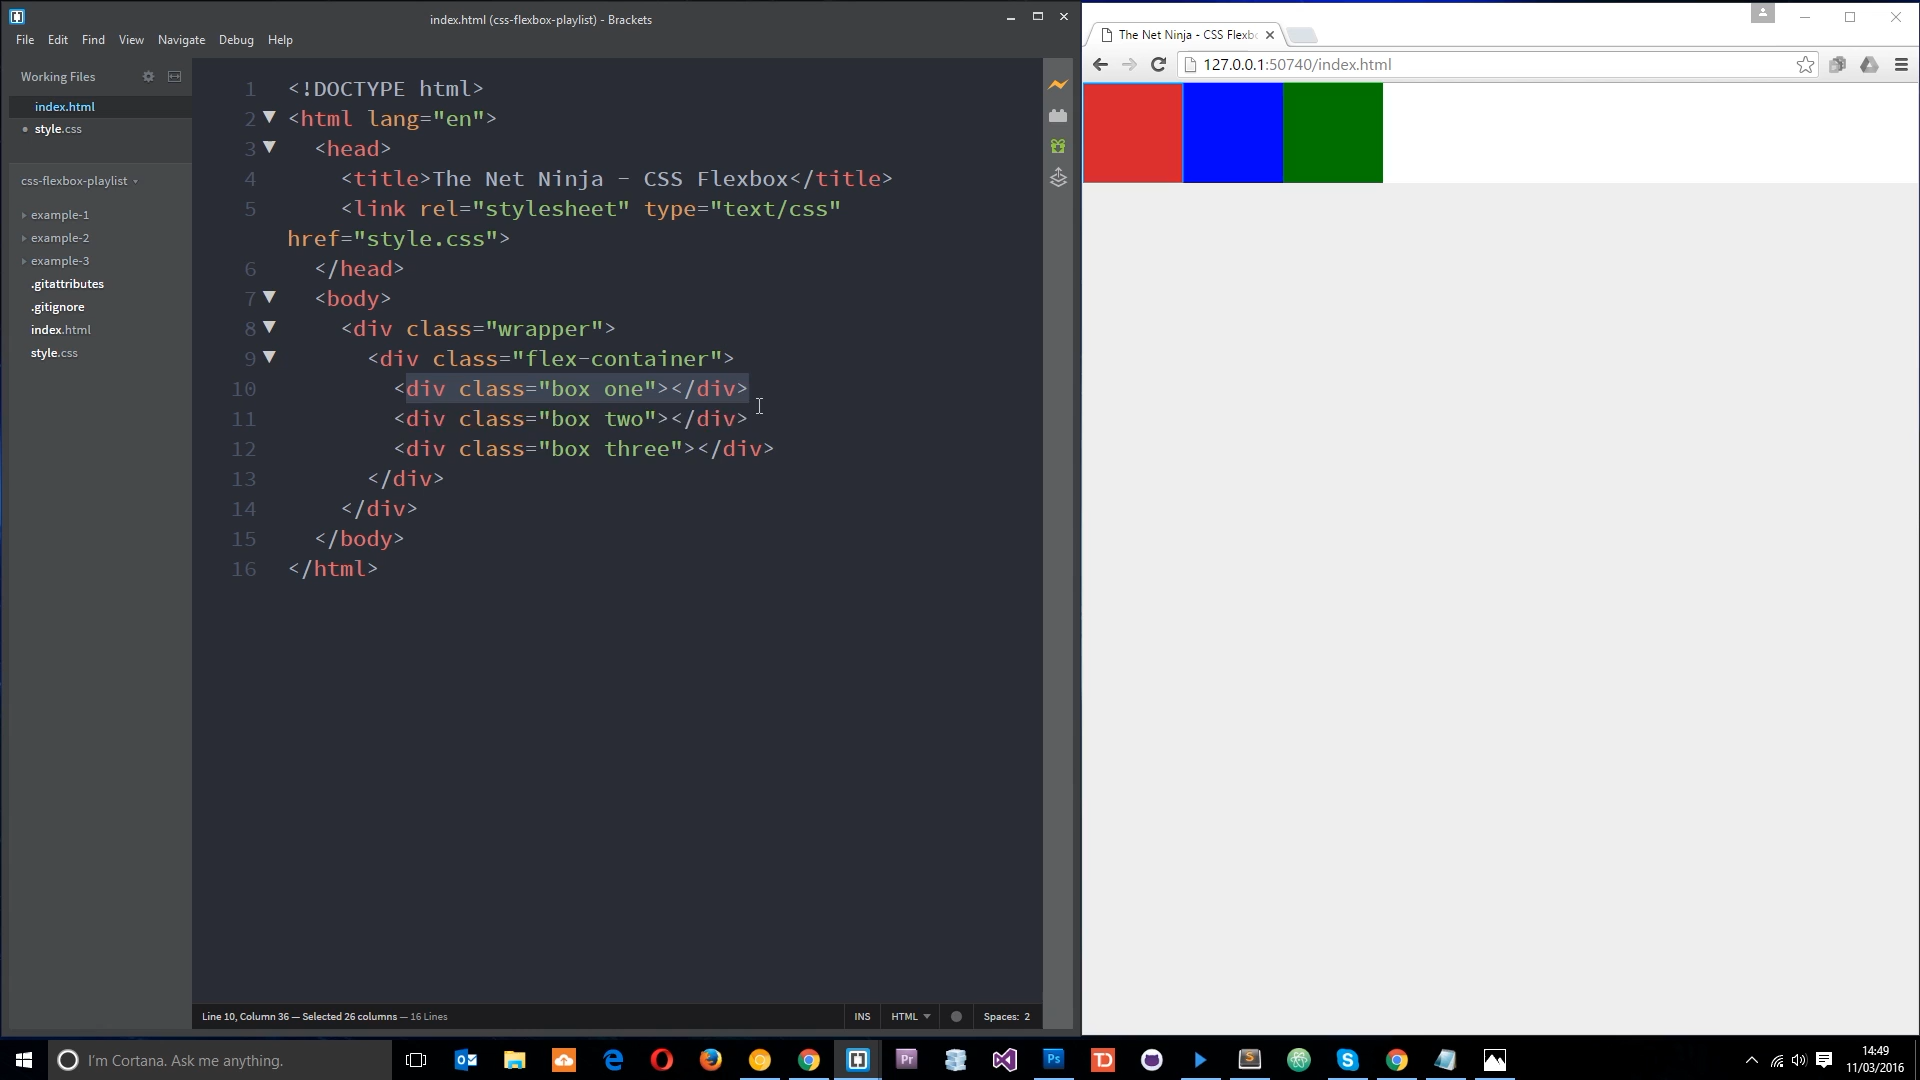 index.html (css-flexbox-playlist) - Brackets
File Edit Find View Navigate Debug Help
Working Files
index.html
style.css
css-flexbox-playlist
example-1
example-2
example-3
.gitattributes
.gitignore
index.html
style.css
1 <!DOCTYPE html>
2 <html lang="en">
3 <head>
4 <title>The Net Ninja - CSS Flexbox</title>
5 <link rel="stylesheet" type="text/css"
href="style.css">
6 </head>
7 <body>
8 <div class="wrapper">
9 <div class="flex-container">
10 <div class="box one"></div>
11 <div class="box two"></div>
12 <div class="box three"></div>
13 </div>
14 </div>
15 </body>
16 </html>
Line 10, Column 36 — Selected 26 columns — 16 Lines
INS HTML Spaces: 2
The Net Ninja - CSS Flexbo
127.0.0.1:50740/index.html
I'm Cortana. Ask me anything.
Pr
Ps
TD
S
14:49
11/03/2016